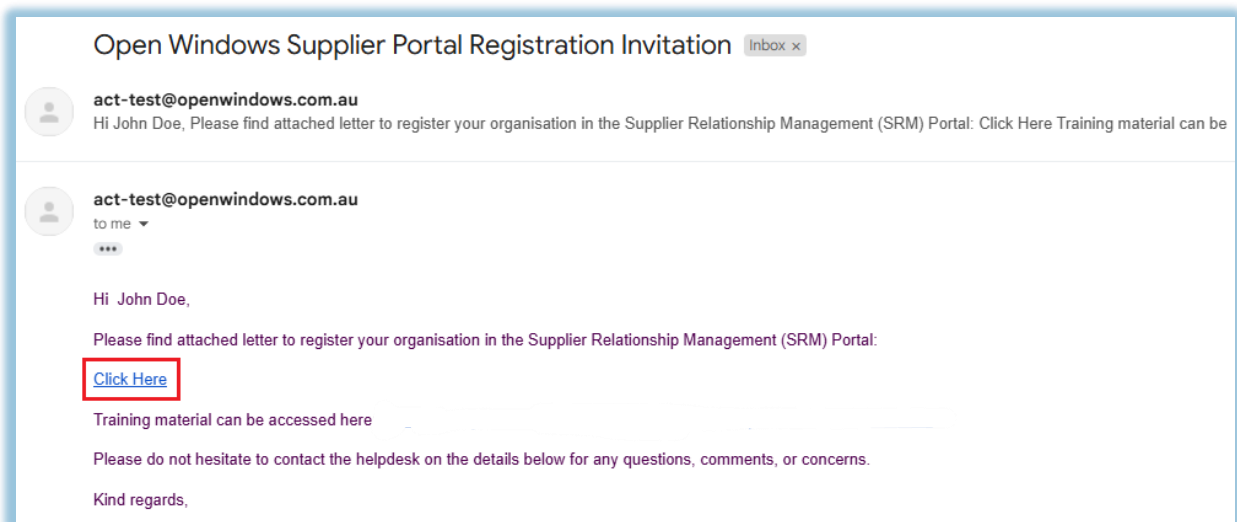 Open Windows Supplier Portal Registration Invitation Inbox ×
act-test@openwindows.com.au
Hi John Doe, Please find attached letter to register your organisation in the Supplier Relationship Management (SRM) Portal: Click Here Training material can be
act-test@openwindows.com.au
to me
Hi John Doe,
Please find attached letter to register your organisation in the Supplier Relationship Management (SRM) Portal:
Click Here
Training material can be accessed here
Please do not hesitate to contact the helpdesk on the details below for any questions, comments, or concerns.
Kind regards,